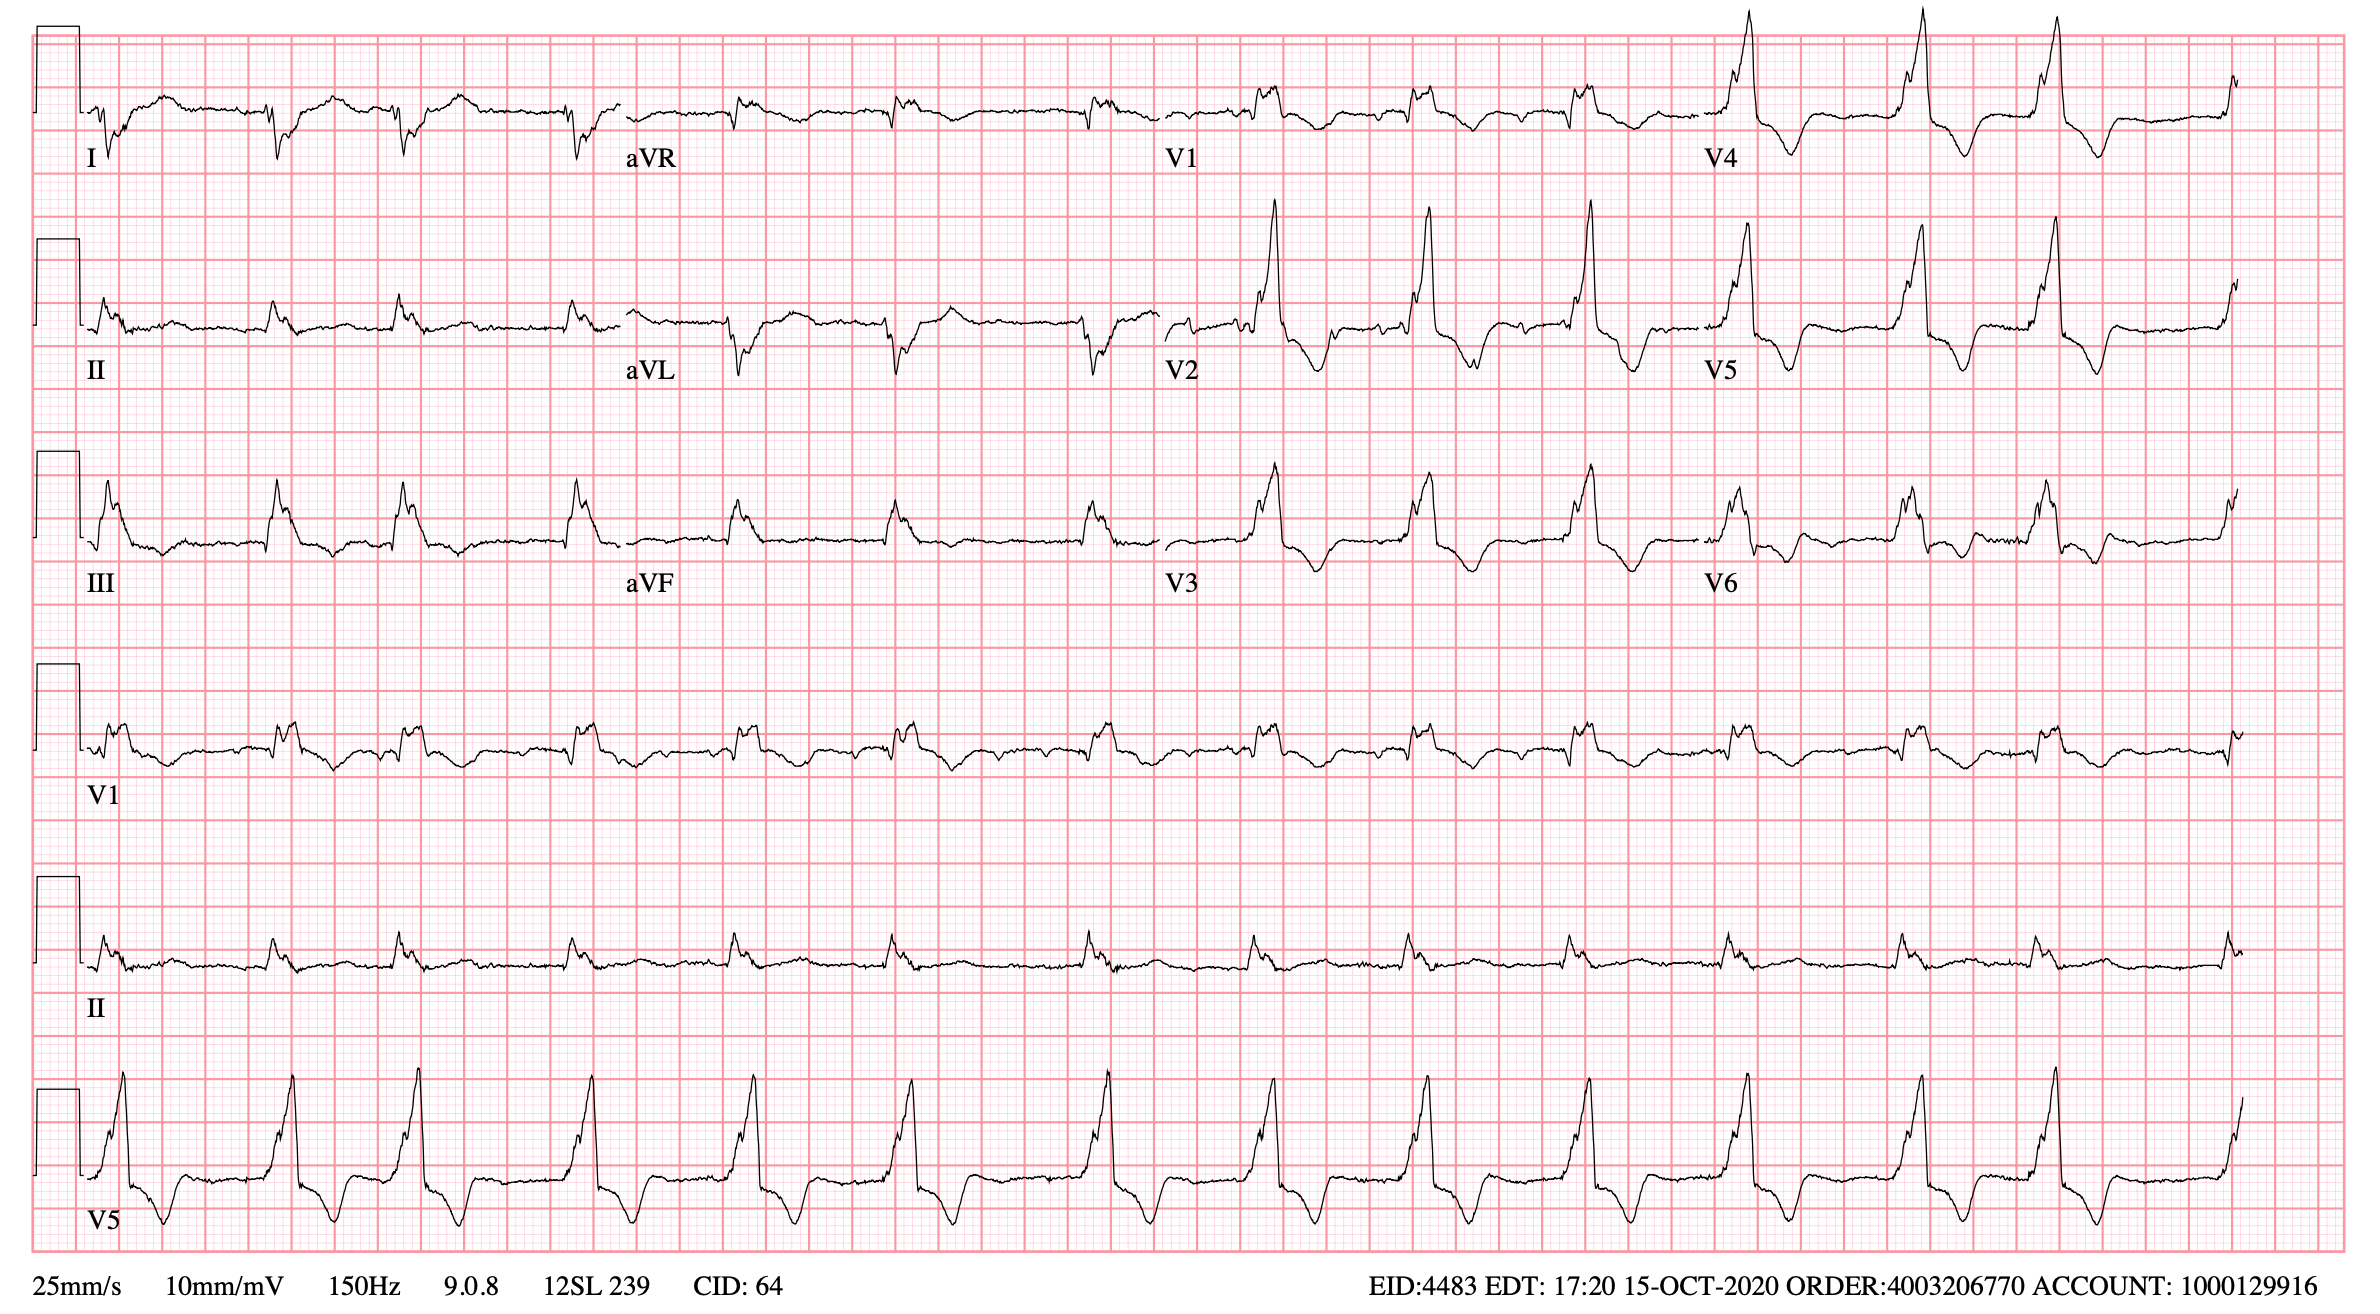 I aVR V1 V4
II aVL V2 V5
III aVF V3 V6
V1
II
V5
25mm/s 10mm/mV 150Hz 9.0.8 12SL 239 CID: 64 EID:4483 EDT: 17:20 15-OCT-2020 ORDER:4003206770 ACCOUNT: 1000129916